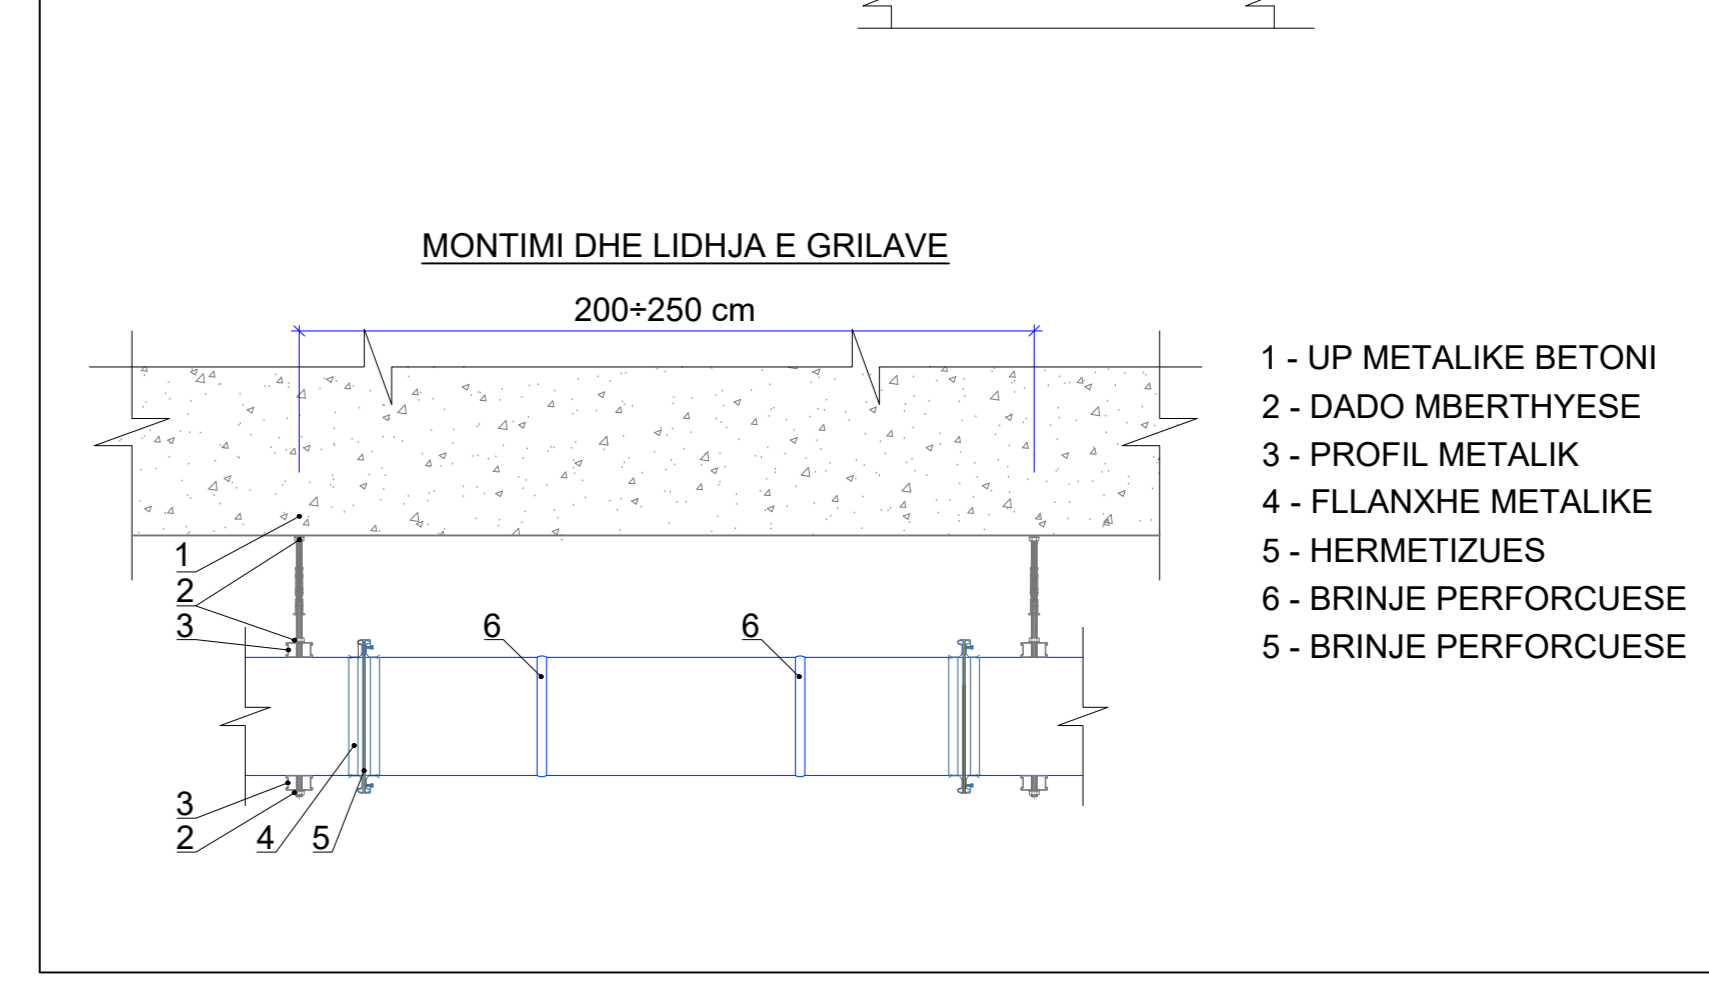 MONTIMI DHE LIDHJA E GRILAVE
200÷250 cm
1 - UP METALIKE BETONI
2 - DADO MBERTHYESE
3 - PROFIL METALIK
4 - FLLANXHE METALIKE
5 - HERMETIZUES
6 - BRINJE PERFORCUESE
5 - BRINJE PERFORCUESE
1
2
3
6
6
3
2
4
5